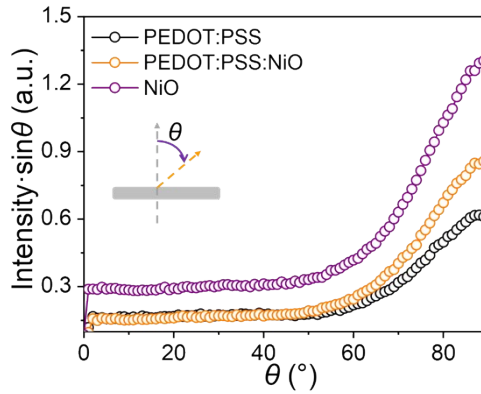 1.5
1.2
0.9
0.6
0.3
Intensity·sinθ (a.u.)
PEDOT:PSS
PEDOT:PSS:NiO
NiO
θ
0 20 40 60 80
θ (°)